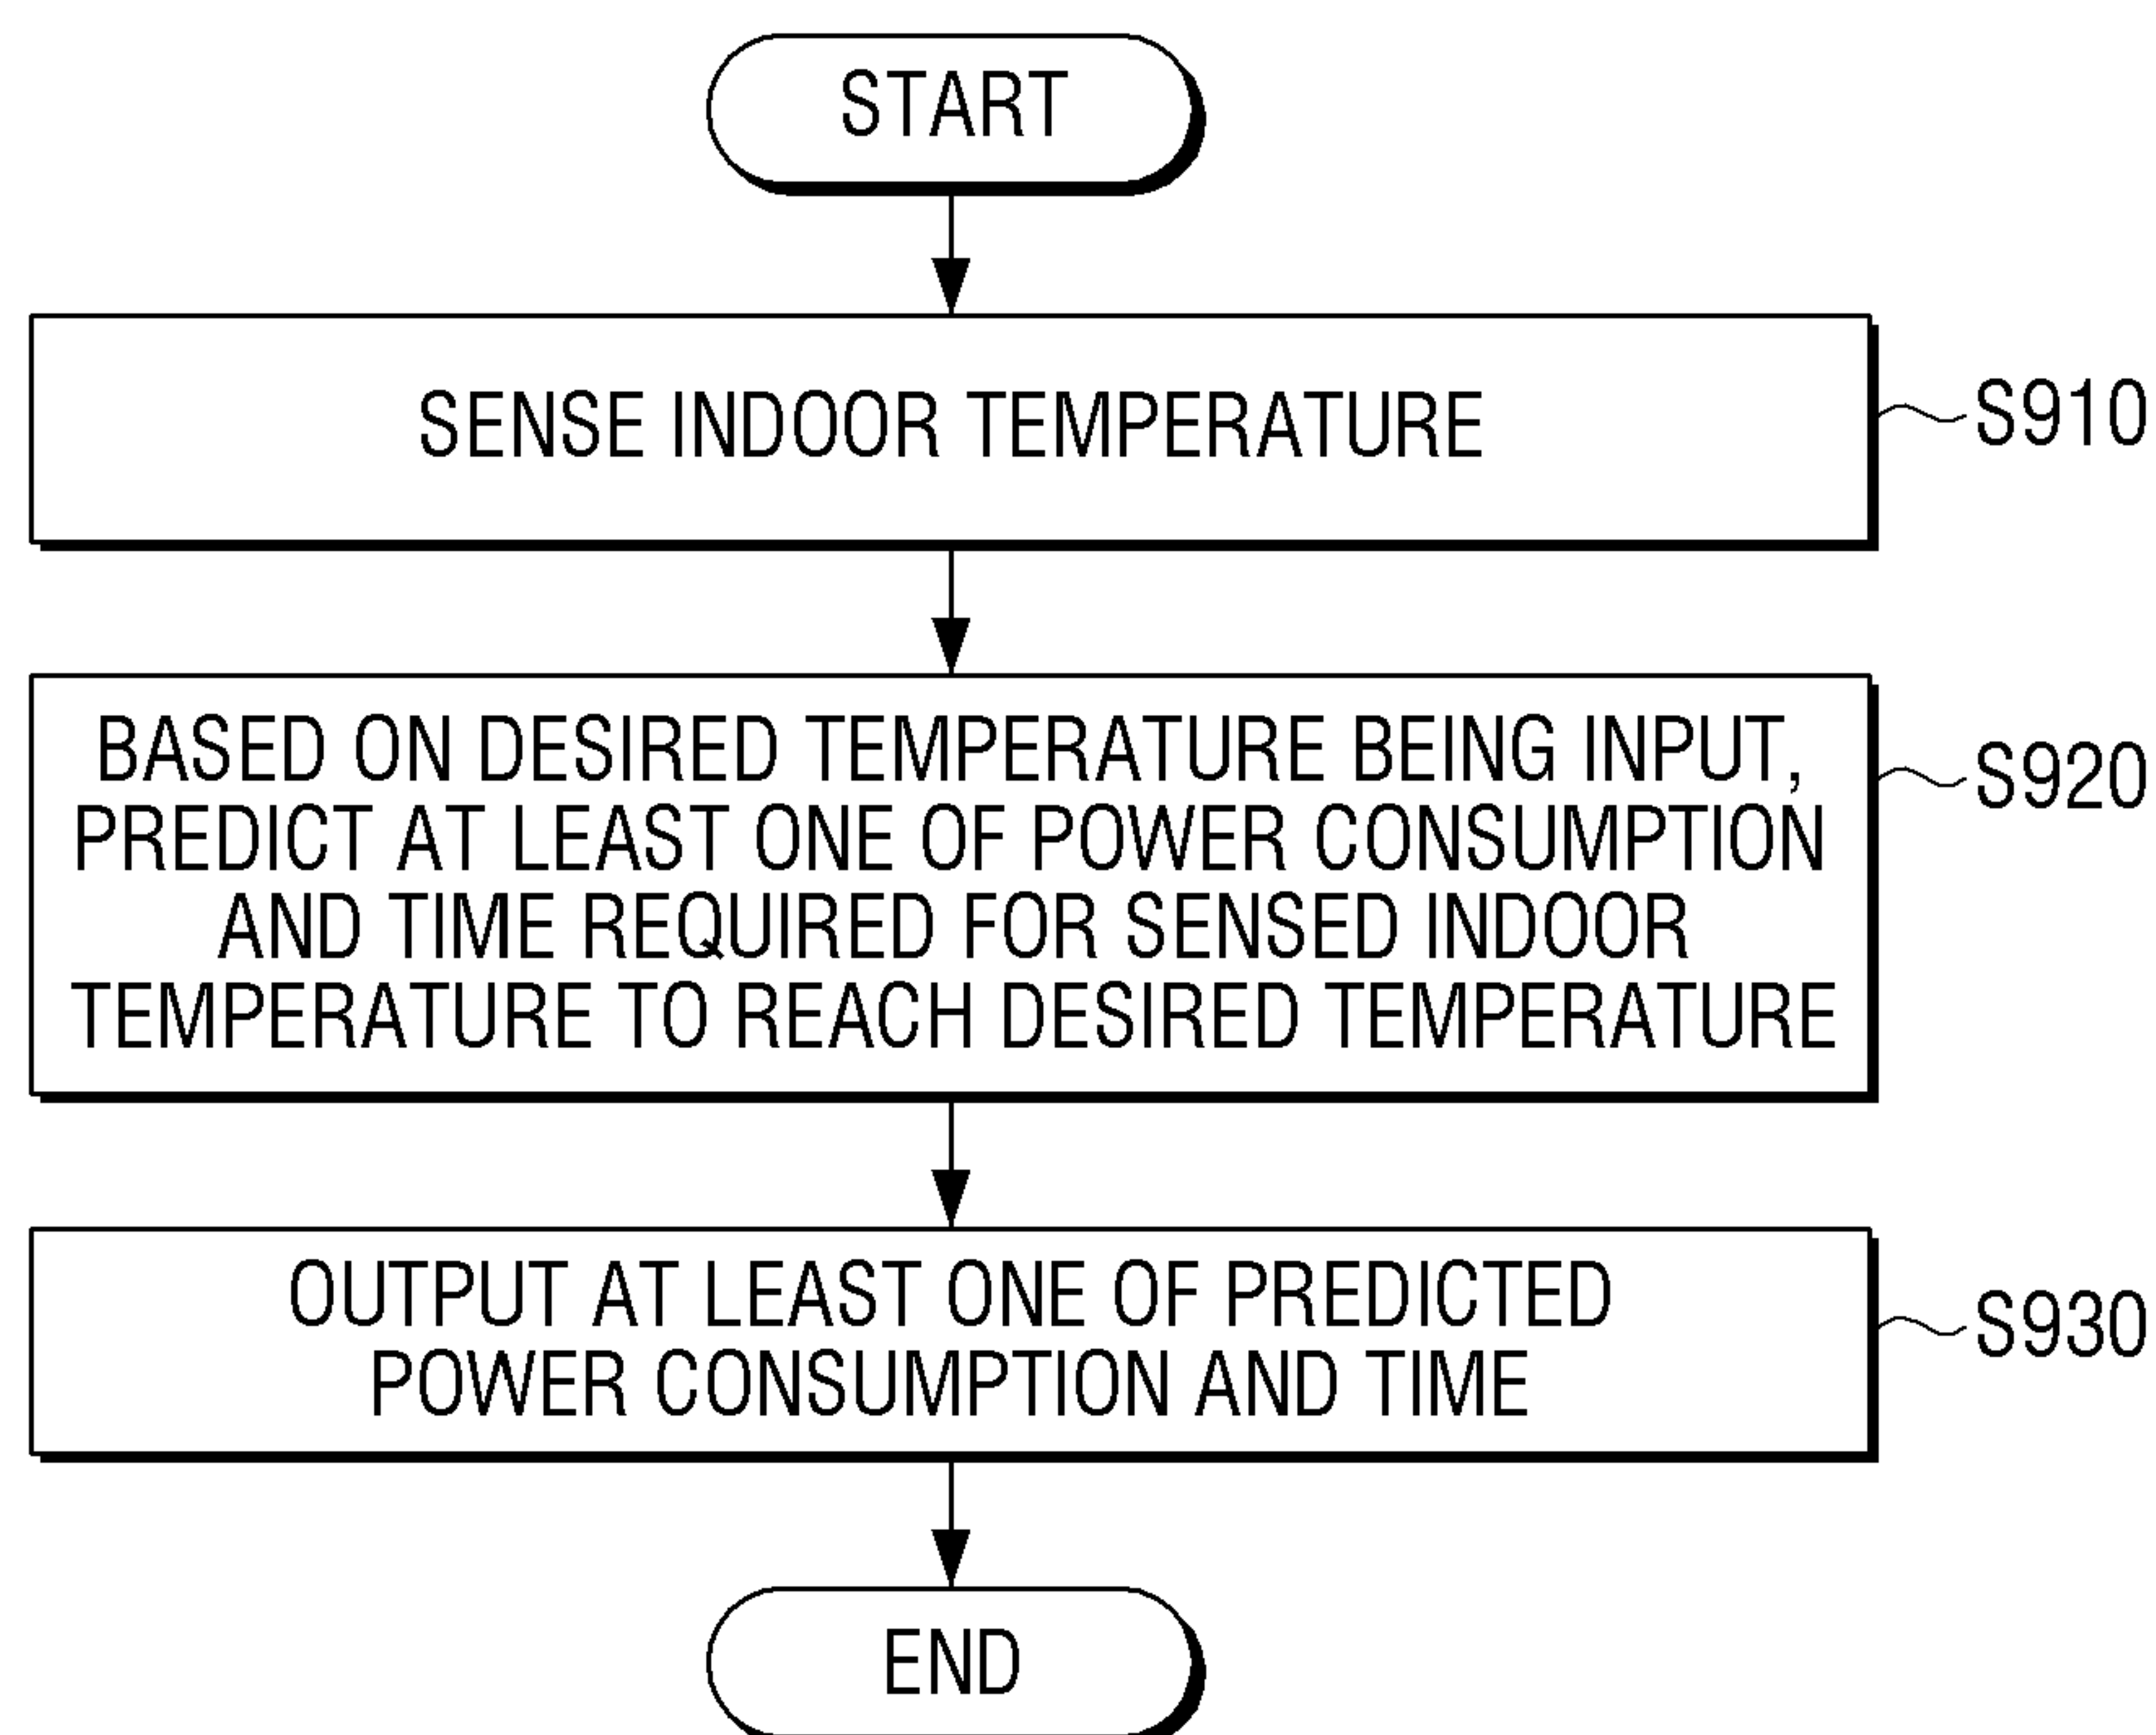 START
SENSE INDOOR TEMPERATURE
S910
BASED ON DESIRED TEMPERATURE BEING INPUT,
PREDICT AT LEAST ONE OF POWER CONSUMPTION
AND TIME REQUIRED FOR SENSED INDOOR
TEMPERATURE TO REACH DESIRED TEMPERATURE
S920
OUTPUT AT LEAST ONE OF PREDICTED
POWER CONSUMPTION AND TIME
S930
END